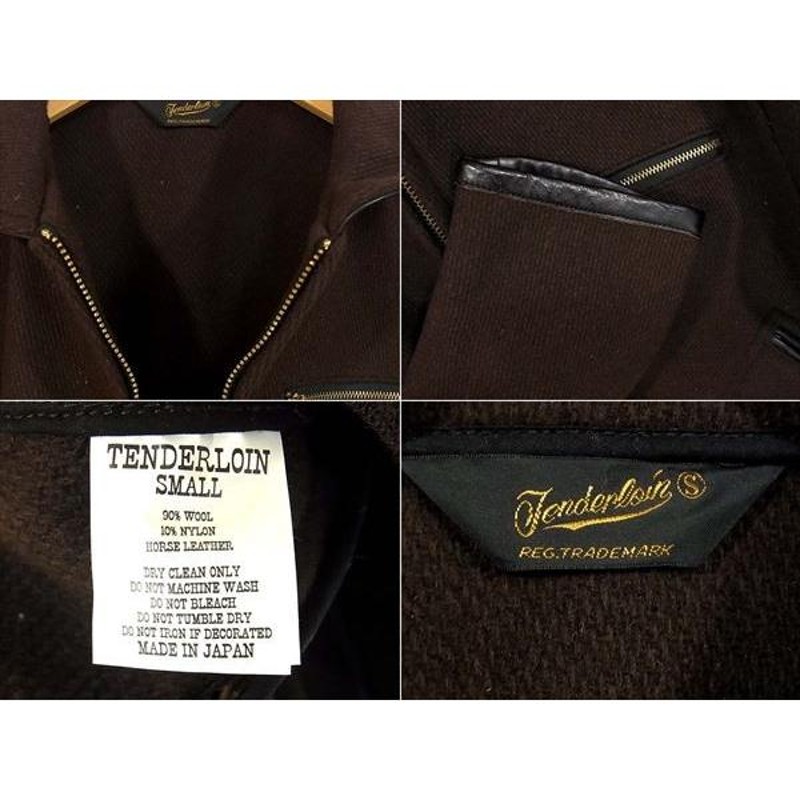 Tenderloin S
REG.TRADEMARK
TENDERLOIN
SMALL
90% WOOL
10% NYLON
HORSE LEATHER
DRY CLEAN ONLY
DO NOT MACHINE WASH
DO NOT BLEACH
DO NOT TUMBLE DRY
DO NOT IRON IF DECORATED
MADE IN JAPAN
Tenderloin S
REG.TRADEMARK